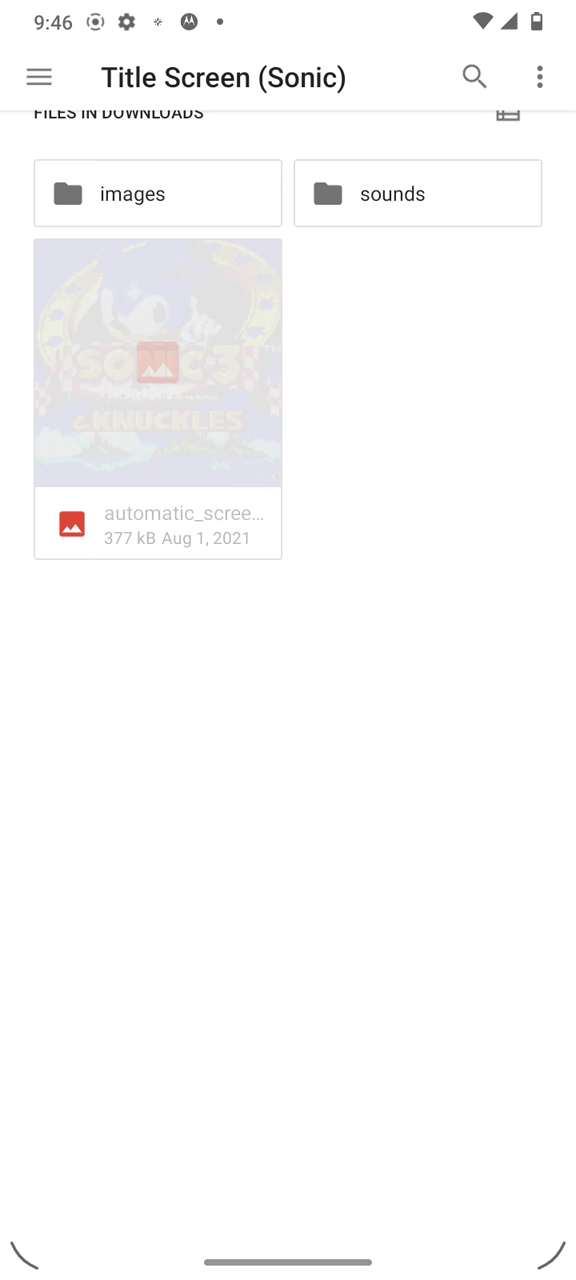 9:46
Title Screen (Sonic)
FILES IN DOWNLOADS
images
sounds
SONIC 3
TM
& KNUCKLES
automatic_scree...
377 kB Aug 1, 2021